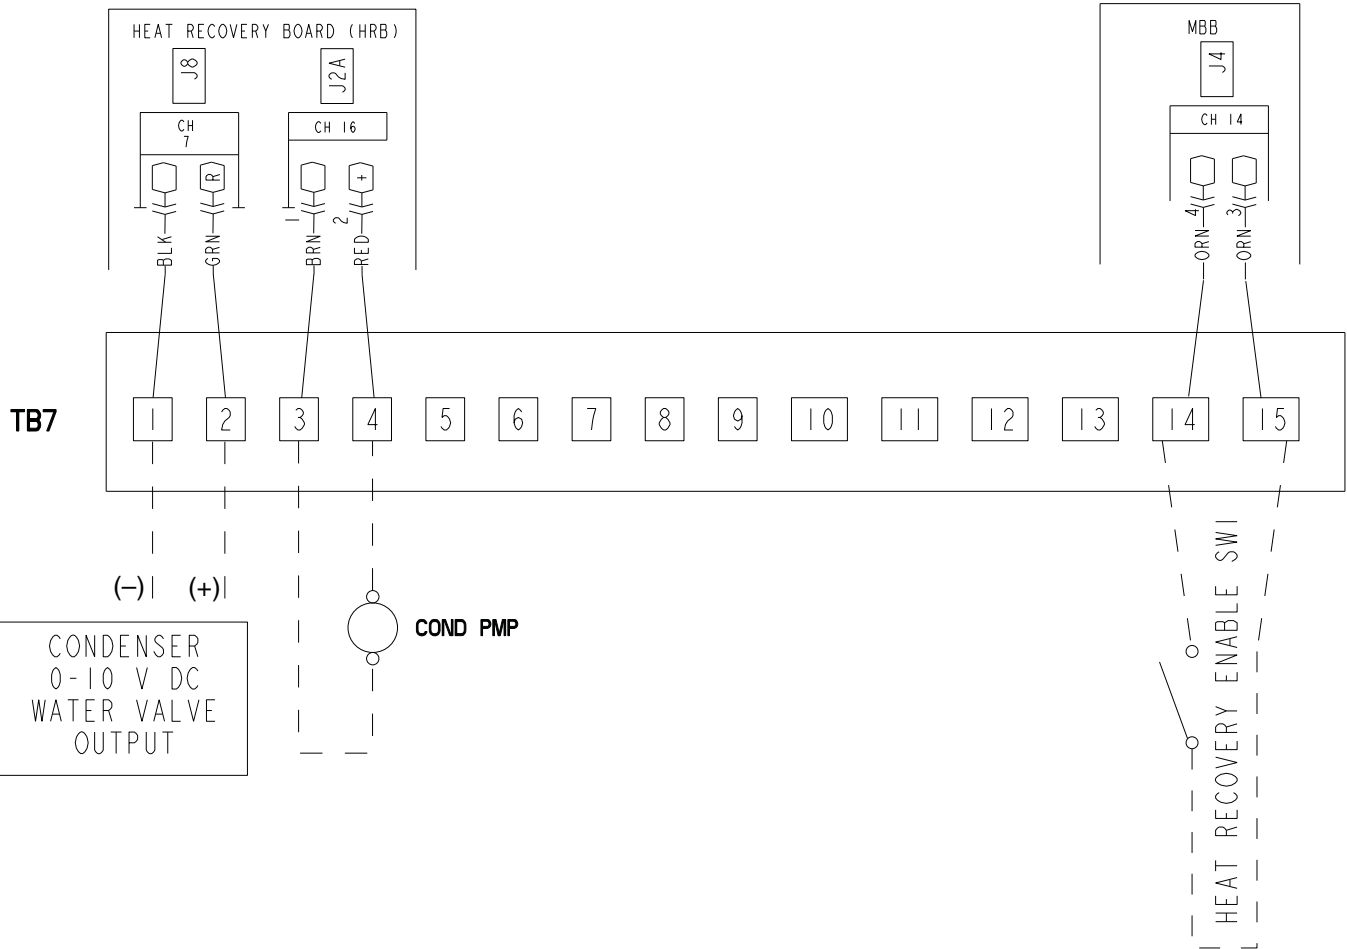 HEAT RECOVERY BOARD (HRB)
MBB
J8
J2A
J4
CH
7
CH 16
CH 14
R
+
1
2
4
3
BLK
GRN
BRN
RED
ORN
ORN
TB7
1
2
3
4
5
6
7
8
9
10
11
12
13
14
15
(-)
(+)
CONDENSER
0-10 V DC
WATER VALVE
OUTPUT
COND PMP
HEAT RECOVERY ENABLE SWI